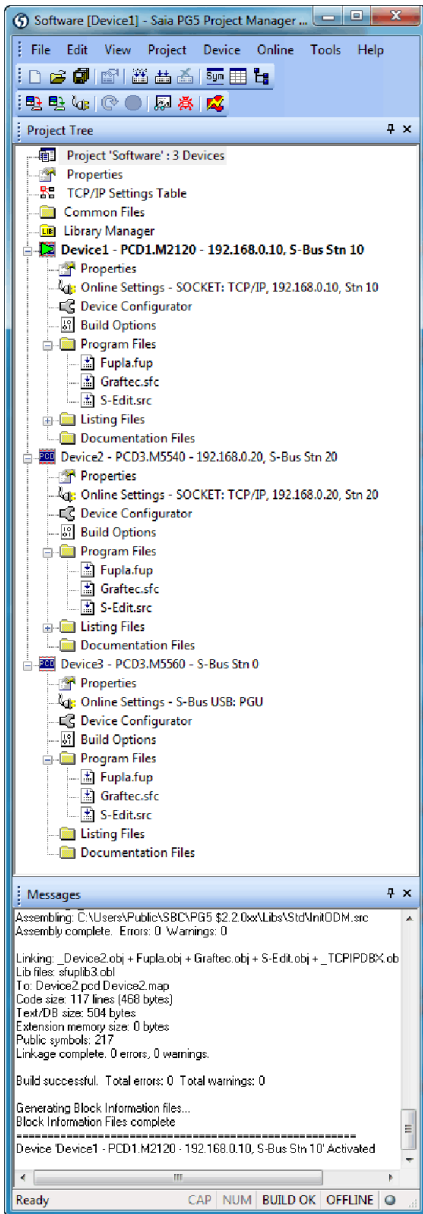 Software [Device1] - Saia PG5 Project Manager ...
File Edit View Project Device Online Tools Help
Sym
Project Tree
Project 'Software' : 3 Devices
Properties
TCP/IP Settings Table
Common Files
Library Manager
Device1 - PCD1.M2120 - 192.168.0.10, S-Bus Stn 10
Properties
Online Settings - SOCKET: TCP/IP, 192.168.0.10, Stn 10
Device Configurator
Build Options
Program Files
Fupla.fup
Graftec.sfc
S-Edit.src
Listing Files
Documentation Files
Device2 - PCD3.M5540 - 192.168.0.20, S-Bus Stn 20
Properties
Online Settings - SOCKET: TCP/IP, 192.168.0.20, Stn 20
Device Configurator
Build Options
Program Files
Fupla.fup
Graftec.sfc
S-Edit.src
Listing Files
Documentation Files
Device3 - PCD3.M5560 - S-Bus Stn 0
Properties
Online Settings - S-Bus USB: PGU
Device Configurator
Build Options
Program Files
Fupla.fup
Graftec.sfc
S-Edit.src
Listing Files
Documentation Files
Messages
Assembling: C:\Users\Public\SBC\PG5 $2.2.0xx\Libs\Std\InitODM.src
Assembly complete. Errors: 0 Warnings: 0
Linking: _Device2.obj + Fupla.obj + Graftec.obj + S-Edit.obj + _TCPIPDBX.ob
Lib files: sfuplib3.obl
To: Device2.pcd Device2.map
Code size: 117 lines (468 bytes)
Text/DB size: 504 bytes
Extension memory size: 0 bytes
Public symbols: 217
Linkage complete. 0 errors, 0 warnings.
Build successful. Total errors: 0 Total warnings: 0
Generating Block Information files...
Block Information Files complete
=====================================================
Device 'Device1 - PCD1.M2120 - 192.168.0.10, S-Bus Stn 10' Activated
Ready CAP NUM BUILD OK OFFLINE